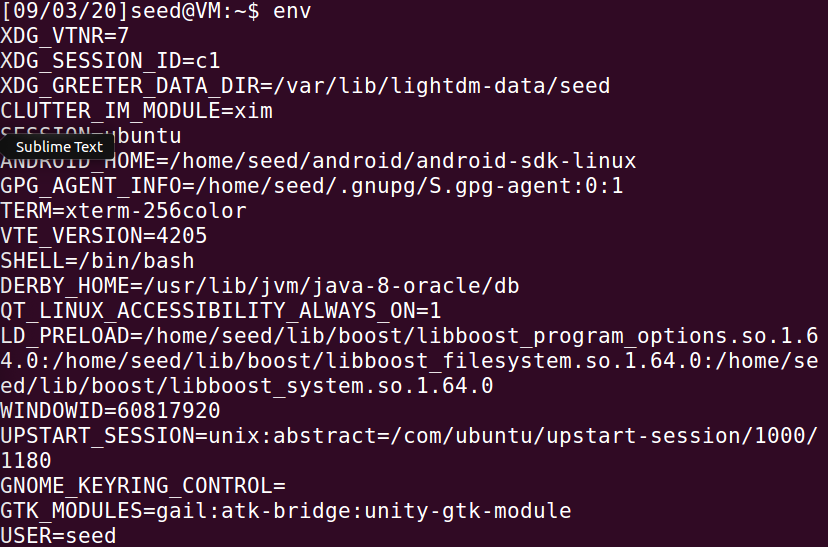 [09/03/20]seed@VM:~$ env
XDG_VTNR=7
XDG_SESSION_ID=c1
XDG_GREETER_DATA_DIR=/var/lib/lightdm-data/seed
CLUTTER_IM_MODULE=xim
SESSION=ubuntu
Sublime Text
ANDROID_HOME=/home/seed/android/android-sdk-linux
GPG_AGENT_INFO=/home/seed/.gnupg/S.gpg-agent:0:1
TERM=xterm-256color
VTE_VERSION=4205
SHELL=/bin/bash
DERBY_HOME=/usr/lib/jvm/java-8-oracle/db
QT_LINUX_ACCESSIBILITY_ALWAYS_ON=1
LD_PRELOAD=/home/seed/lib/boost/libboost_program_options.so.1.6
4.0:/home/seed/lib/boost/libboost_filesystem.so.1.64.0:/home/se
ed/lib/boost/libboost_system.so.1.64.0
WINDOWID=60817920
UPSTART_SESSION=unix:abstract=/com/ubuntu/upstart-session/1000/
1180
GNOME_KEYRING_CONTROL=
GTK_MODULES=gail:atk-bridge:unity-gtk-module
USER=seed